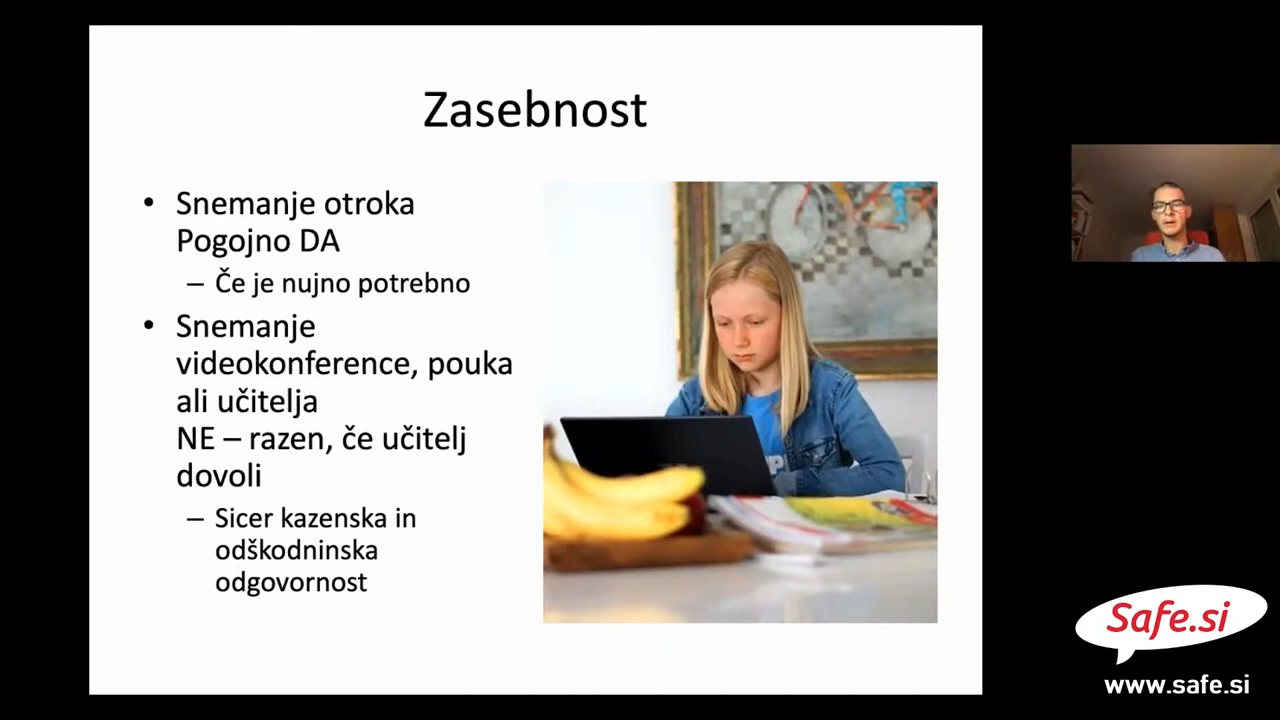 Zasebnost
• Snemanje otroka
Pogojno DA
– Če je nujno potrebno
• Snemanje
videokonference, pouka
ali učitelja
NE – razen, če učitelj
dovoli
– Sicer kazenska in
odškodninska
odgovornost
Safe.si
www.safe.si